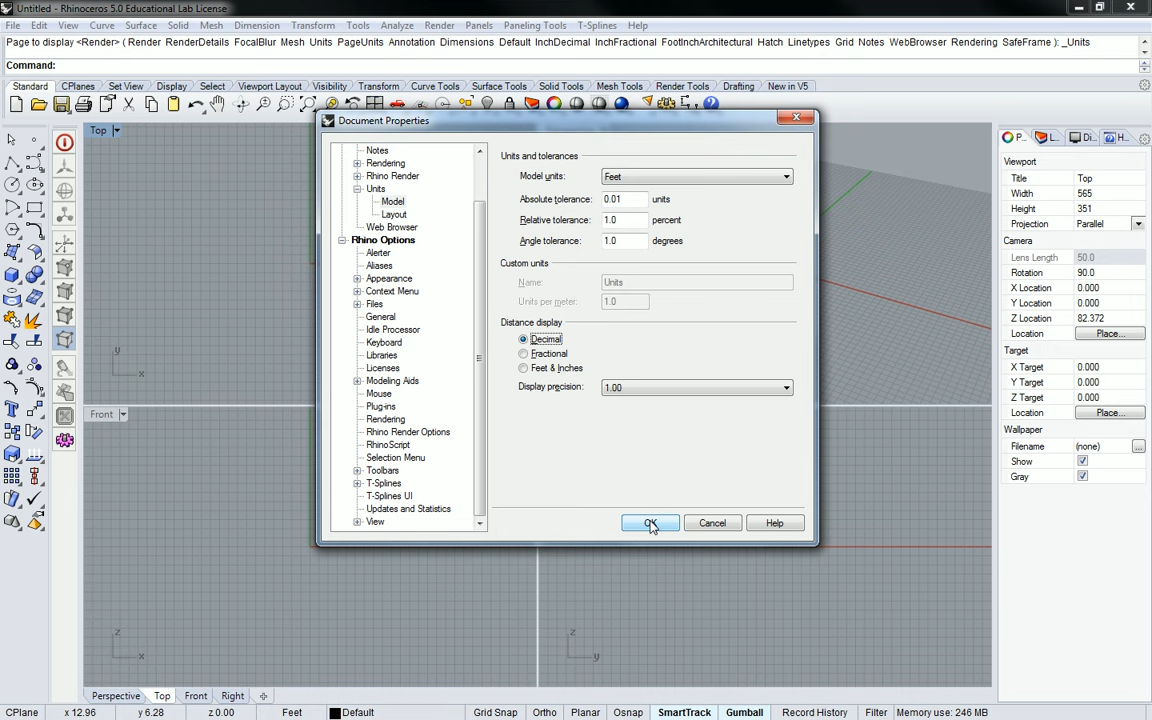 Untitled - Rhinoceros 5.0 Educational Lab License
File Edit View Curve Surface Solid Mesh Dimension Transform Tools Analyze Render Panels Paneling Tools T-Splines Help
Page to display <Render> ( Render RenderDetails FocalBlur Mesh Units PageUnits Annotation Dimensions Default InchDecimal InchFractional FootInchArchitectural Hatch Linetypes Grid Notes WebBrowser Rendering SafeFrame ): _Units
Command:
Standard CPlanes Set View Display Select Viewport Layout Visibility Transform Curve Tools Surface Tools Solid Tools Mesh Tools Render Tools Drafting New in V5
Top
Document Properties
Notes
Rendering
Rhino Render
Units
Model
Layout
Web Browser
Rhino Options
Alerter
Aliases
Appearance
Context Menu
Files
General
Idle Processor
Keyboard
Libraries
Licenses
Modeling Aids
Mouse
Plug-ins
Rendering
Rhino Render Options
RhinoScript
Selection Menu
Toolbars
T-Splines
T-Splines UI
Updates and Statistics
View
Units and tolerances
Model units: Feet
Absolute tolerance: 0.01 units
Relative tolerance: 1.0 percent
Angle tolerance: 1.0 degrees
Custom units
Name: Units
Units per meter: 1.0
Distance display
Decimal
Fractional
Feet & Inches
Display precision: 1.00
OK Cancel Help
P... L... Di... H...
Viewport
Title Top
Width 565
Height 351
Projection Parallel
Camera
Lens Length 50.0
Rotation 90.0
X Location 0.000
Y Location 0.000
Z Location 82.372
Location Place...
Target
X Target 0.000
Y Target 0.000
Z Target 0.000
Location Place...
Wallpaper
Filename (none) ...
Show
Gray
y
x
Front
z
x
z
y
Perspective Top Front Right
CPlane x 12.96 y 6.28 z 0.00 Feet Default Grid Snap Ortho Planar Osnap SmartTrack Gumball Record History Filter Memory use: 246 MB